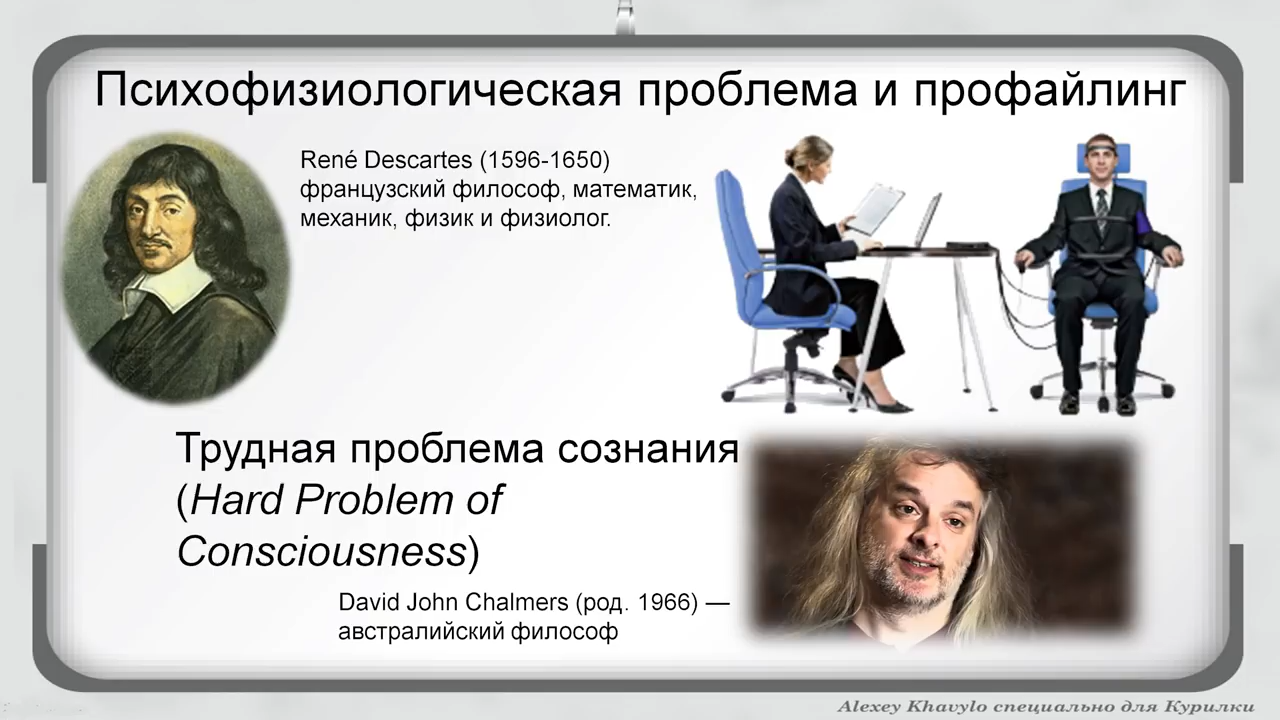 Психофизиологическая проблема и профайлинг
René Descartes (1596-1650)
французский философ, математик,
механик, физик и физиолог.
Трудная проблема сознания
(Hard Problem of
Consciousness)
David John Chalmers (род. 1966) —
австралийский философ
Alexey Khavylo специально для Курилки